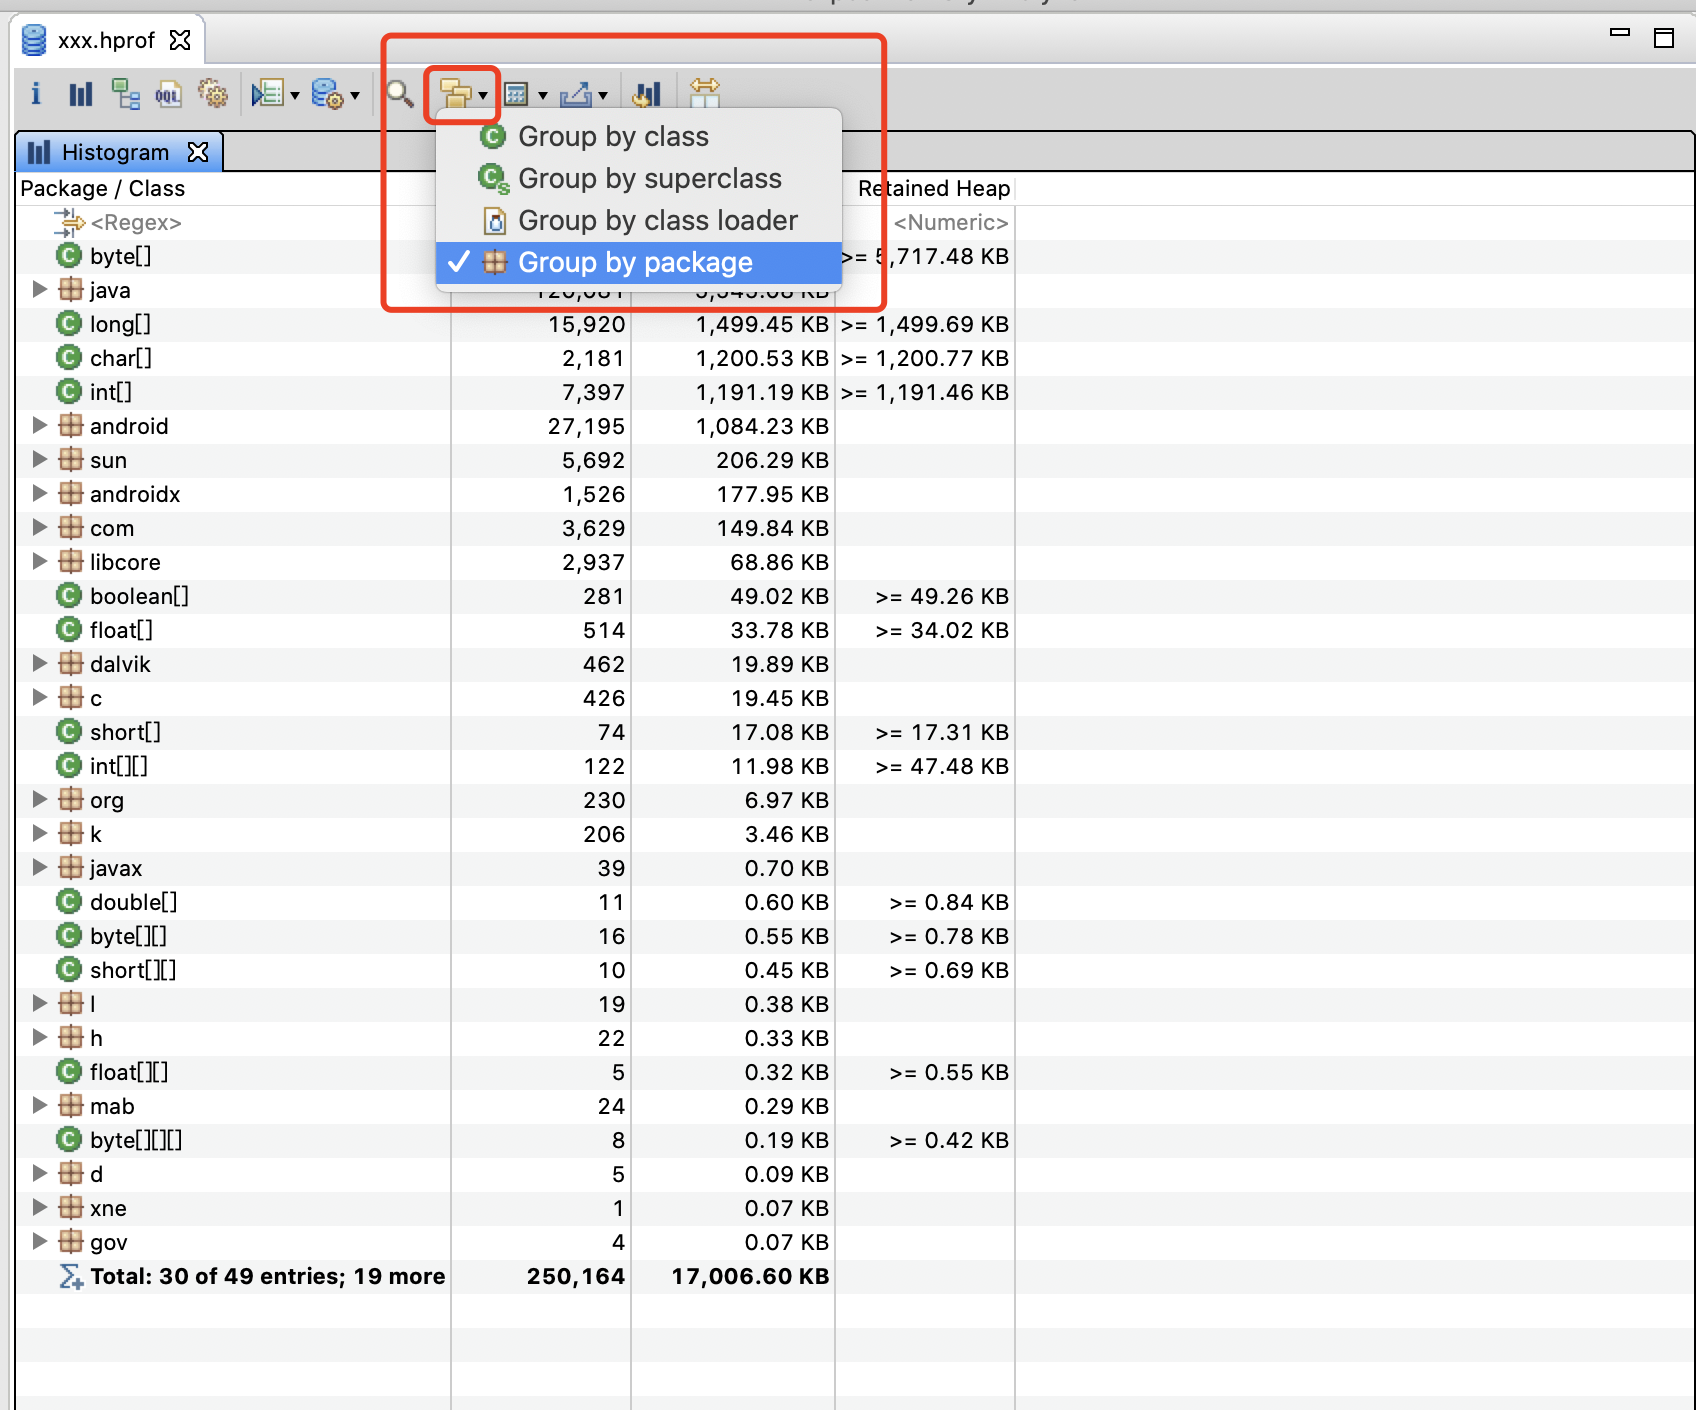 xxx.hprof
i
OQL
Group by class
Group by superclass
Group by class loader
Group by package
Histogram
Package / Class Retained Heap
<Regex> <Numeric>
byte[] >= 5,717.48 KB
java 120,081 5,545.08 KB
long[] 15,920 1,499.45 KB >= 1,499.69 KB
char[] 2,181 1,200.53 KB >= 1,200.77 KB
int[] 7,397 1,191.19 KB >= 1,191.46 KB
android 27,195 1,084.23 KB
sun 5,692 206.29 KB
androidx 1,526 177.95 KB
com 3,629 149.84 KB
libcore 2,937 68.86 KB
boolean[] 281 49.02 KB >= 49.26 KB
float[] 514 33.78 KB >= 34.02 KB
dalvik 462 19.89 KB
c 426 19.45 KB
short[] 74 17.08 KB >= 17.31 KB
int[][] 122 11.98 KB >= 47.48 KB
org 230 6.97 KB
k 206 3.46 KB
javax 39 0.70 KB
double[] 11 0.60 KB >= 0.84 KB
byte[][] 16 0.55 KB >= 0.78 KB
short[][] 10 0.45 KB >= 0.69 KB
l 19 0.38 KB
h 22 0.33 KB
float[][] 5 0.32 KB >= 0.55 KB
mab 24 0.29 KB
byte[][][] 8 0.19 KB >= 0.42 KB
d 5 0.09 KB
xne 1 0.07 KB
gov 4 0.07 KB
Total: 30 of 49 entries; 19 more 250,164 17,006.60 KB